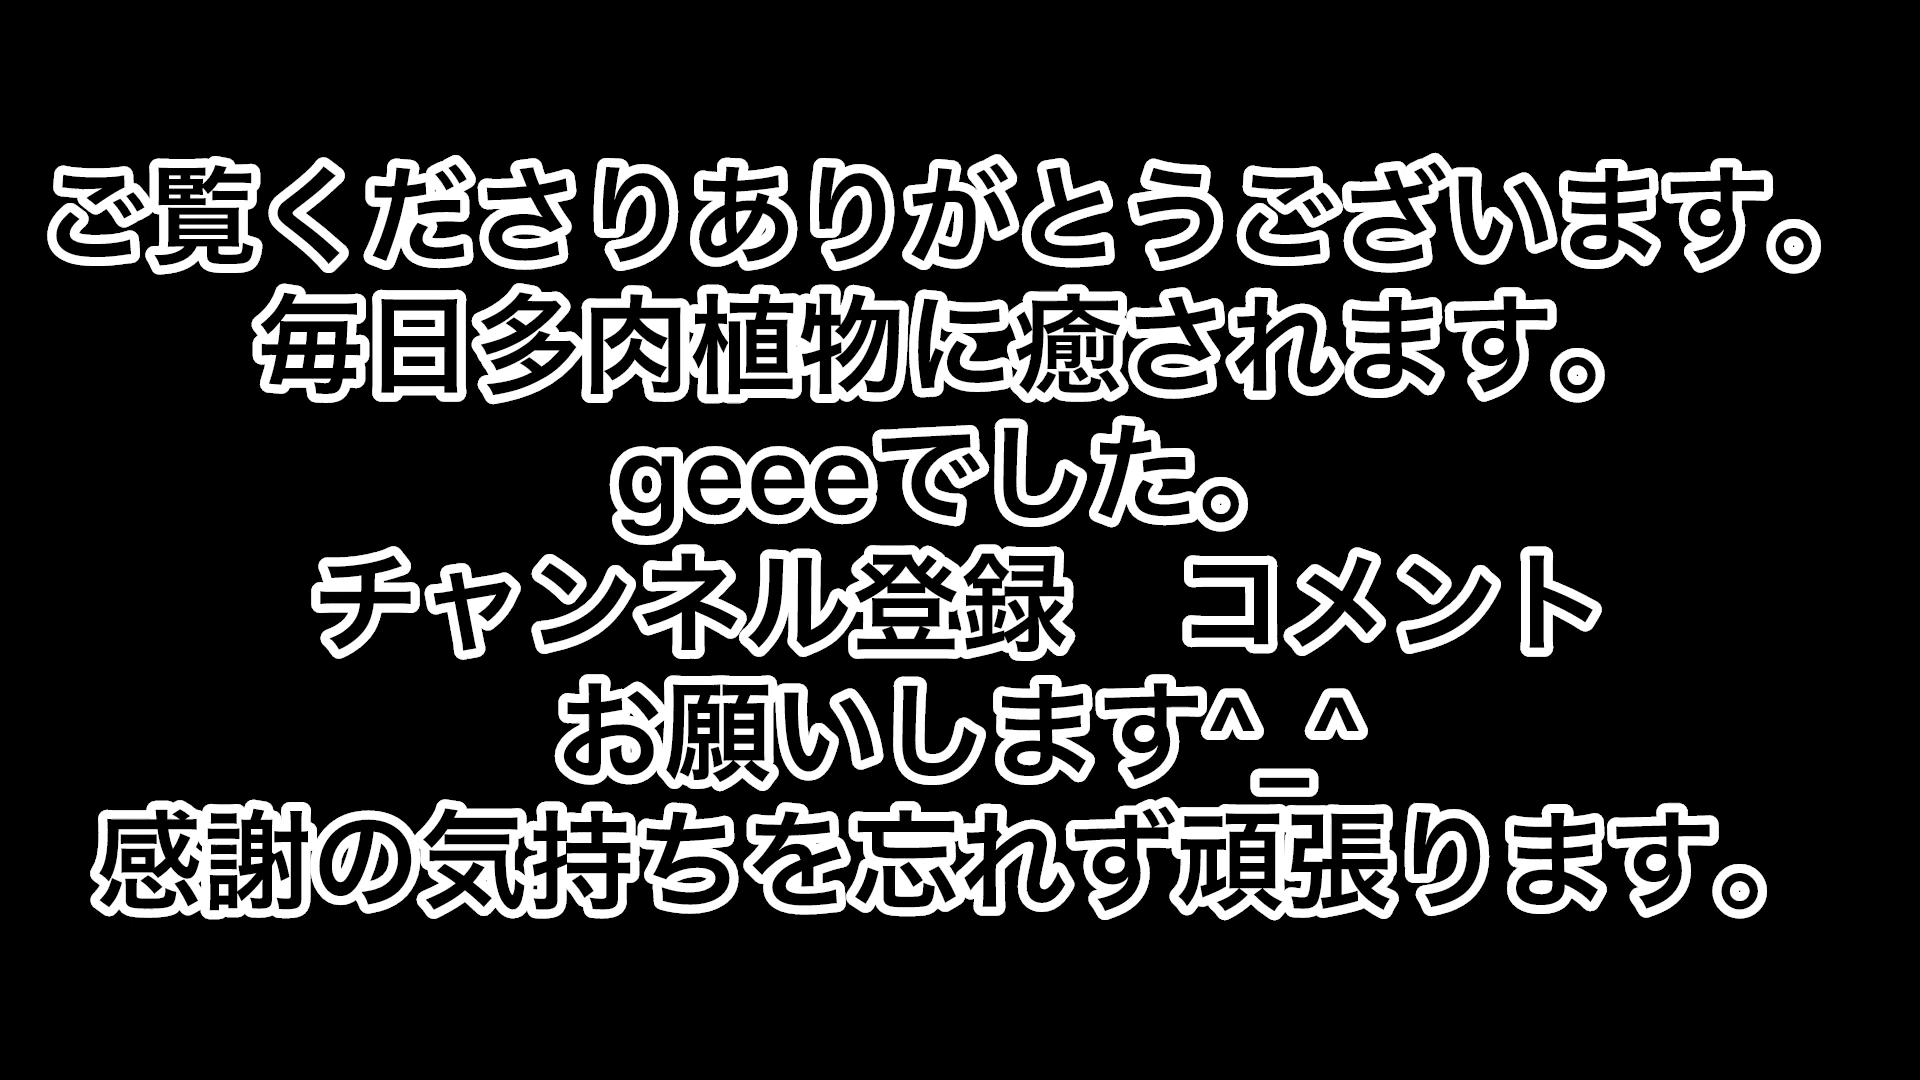 ご覧くださりありがとうございます。
毎日多肉植物に癒されます。
geeeでした。
チャンネル登録　コメント
お願いします^_^
感謝の気持ちを忘れず頑張ります。